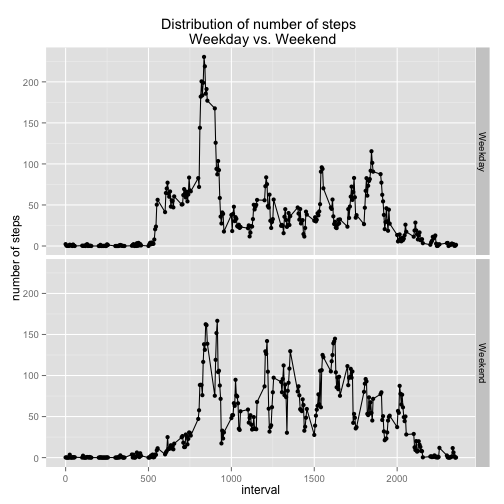 Distribution of number of steps
Weekday vs. Weekend
number of steps
200
150
100
50
0
Weekday
200
150
100
50
0
Weekend
0
500
1000
1500
2000
interval